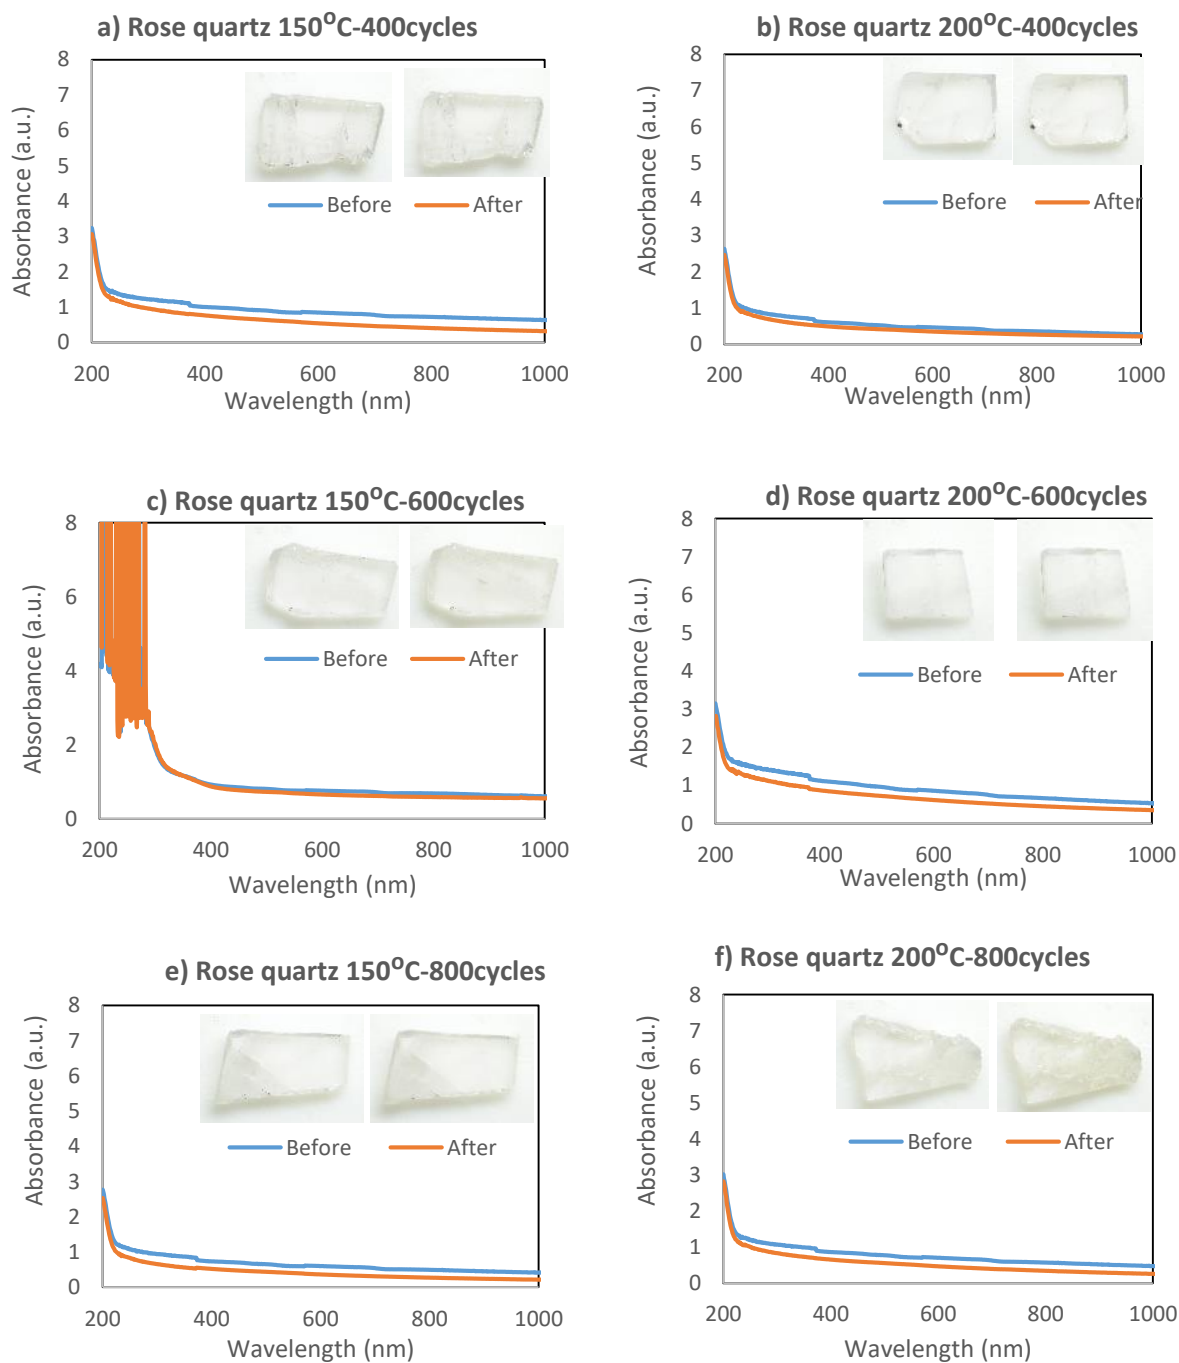 a) Rose quartz 150°C-400cycles
8
7
6
5
4
3
2
1
0
Absorbance (a.u.)
Before After
200 400 600 800 1000
Wavelength (nm)
b) Rose quartz 200°C-400cycles
8
7
6
5
4
3
2
1
0
Absorbance (a.u.)
Before After
200 400 600 800 1000
Wavelength (nm)
c) Rose quartz 150°C-600cycles
8
6
4
2
0
Absorbance (a.u.)
Before After
200 400 600 800 1000
Wavelength (nm)
d) Rose quartz 200°C-600cycles
8
7
6
5
4
3
2
1
0
Absorbance (a.u.)
Before After
200 400 600 800 1000
Wavelength (nm)
e) Rose quartz 150°C-800cycles
8
7
6
5
4
3
2
1
0
Absorbance (a.u.)
Before After
200 400 600 800 1000
Wavelength (nm)
f) Rose quartz 200°C-800cycles
8
7
6
5
4
3
2
1
0
Absorbance (a.u.)
Before After
200 400 600 800 1000
Wavelength (nm)